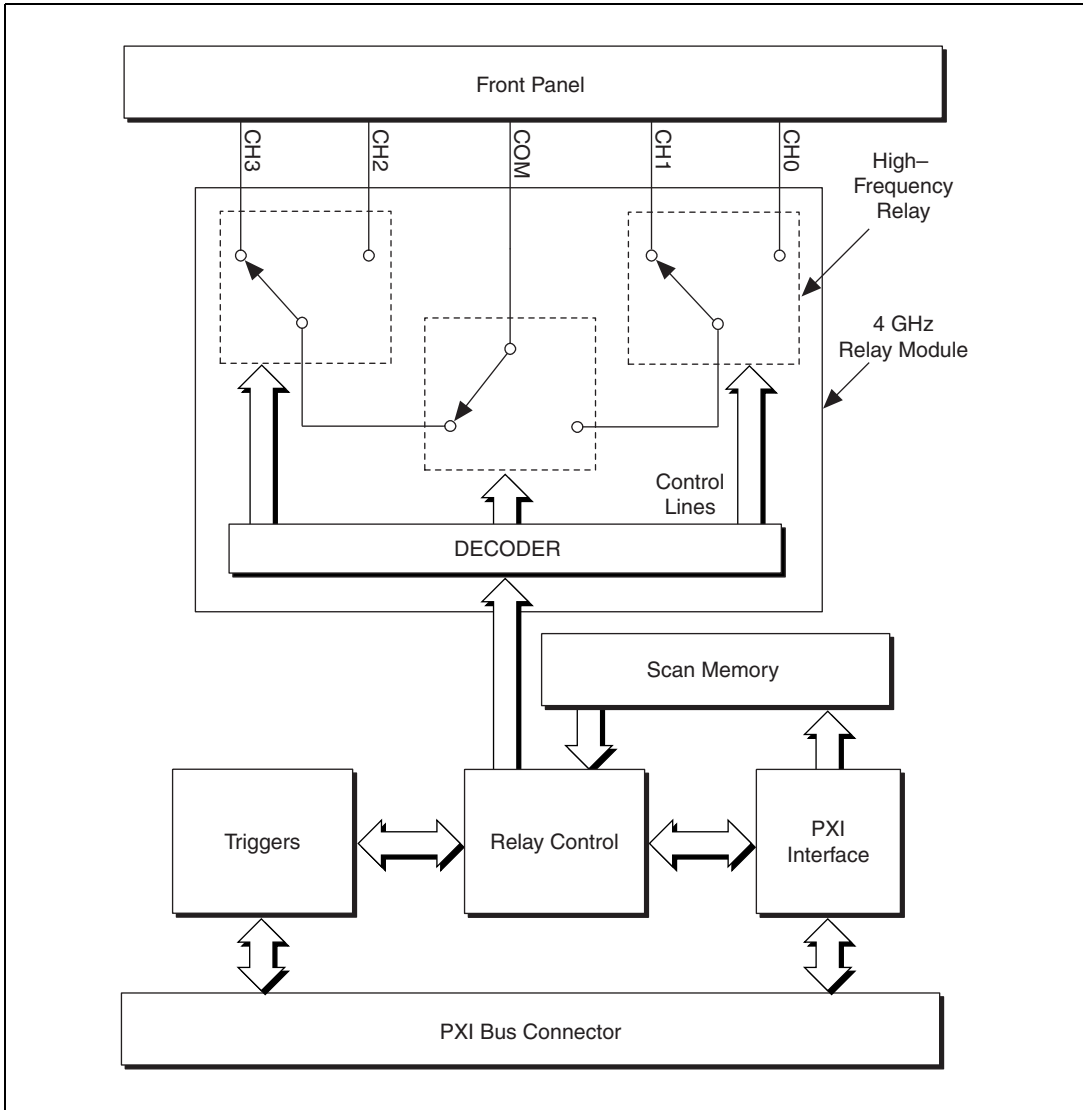 Front Panel
CH3
CH2
COM
CH1
CH0
High–
Frequency
Relay
4 GHz
Relay Module
Control
Lines
DECODER
Scan Memory
Triggers
Relay Control
PXI
Interface
PXI Bus Connector